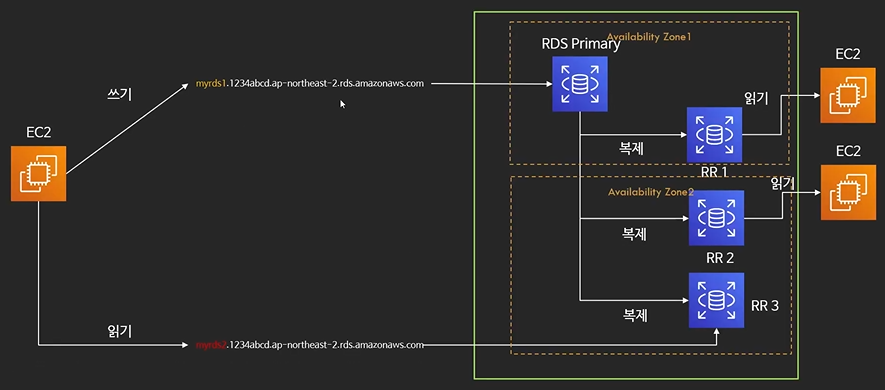 Availability Zone1
RDS Primary
EC2
쓰기
myrds1.1234abcd.ap-northeast-2.rds.amazonaws.com
읽기
EC2
복제
RR 1
EC2
읽기
Availability Zone2
복제
RR 2
RR 3
복제
읽기
myrds2.1234abcd.ap-northeast-2.rds.amazonaws.com